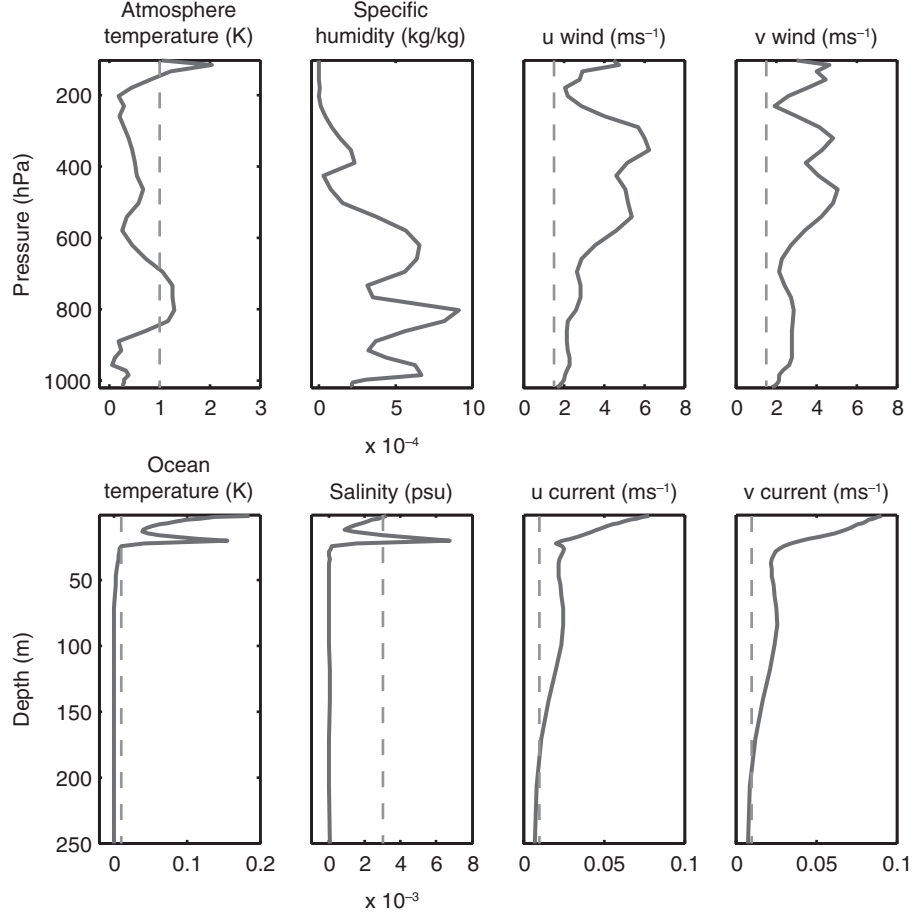 Atmosphere
temperature (K)
Specific
humidity (kg/kg)
u wind (ms⁻¹)
v wind (ms⁻¹)
Pressure (hPa)
200
400
600
800
1000
0 1 2 3
0 5 10
x 10⁻⁴
0 2 4 6 8
0 2 4 6 8
Ocean
temperature (K)
Salinity (psu)
u current (ms⁻¹)
v current (ms⁻¹)
Depth (m)
50
100
150
200
250
0 0.1 0.2
0 2 4 6 8
x 10⁻³
0 0.05 0.1
0 0.05 0.1